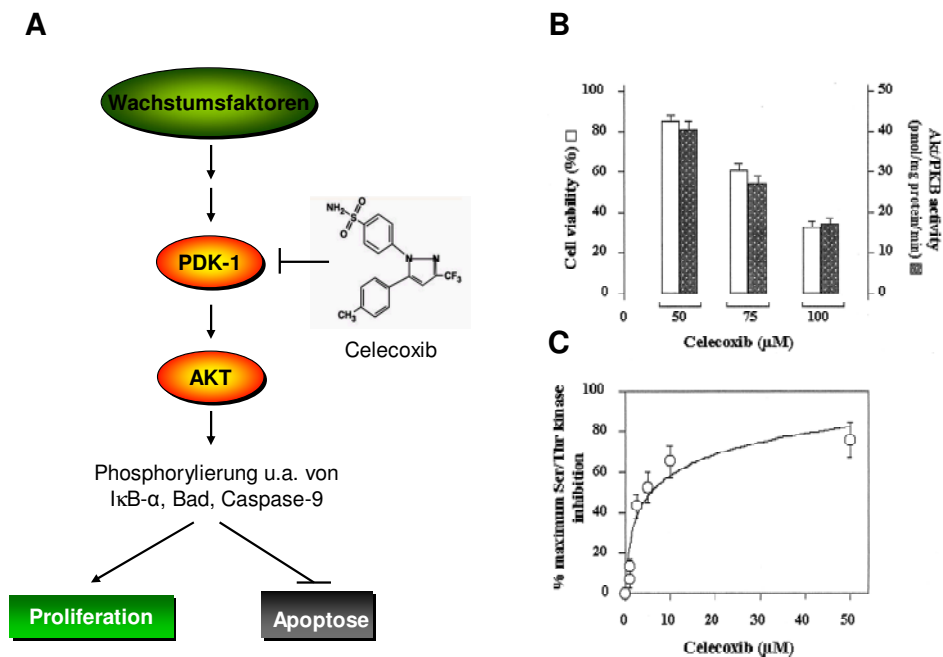 A
Wachstumsfaktoren
PDK-1
NH₂
S
O
O
N
N
CF₃
CH₃
Celecoxib
AKT
Phosphorylierung u.a. von
IκB-α, Bad, Caspase-9
Proliferation
Apoptose
B
100
80
60
40
20
0
Cell viability (%)
50
40
30
20
10
0
Akt/PKB activity
(pmol/mg protein/min)
0
50
75
100
Celecoxib (μM)
C
100
80
60
40
20
0
% maximum Ser/Thr kinase
inhibition
0
10
20
30
40
50
Celecoxib (μM)